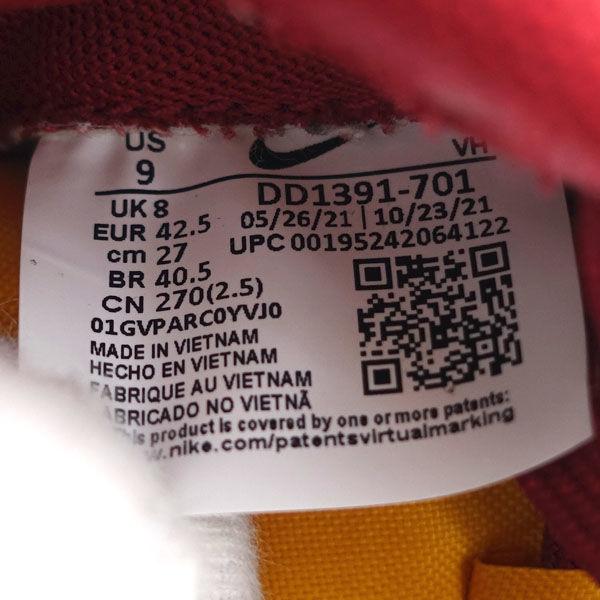 US
9
VH
UK 8
EUR 42.5
cm 27
BR 40.5
CN 270(2.5)
DD1391-701
05/26/21 | 10/23/21
UPC 00195242064122
01GVPARC0YVJ0
MADE IN VIETNAM
HECHO EN VIETNAM
FABRIQUE AU VIETNAM
FABRICADO NO VIETNÃ
This product is covered by one or more patents:
w.nike.com/patentsvirtualmarking